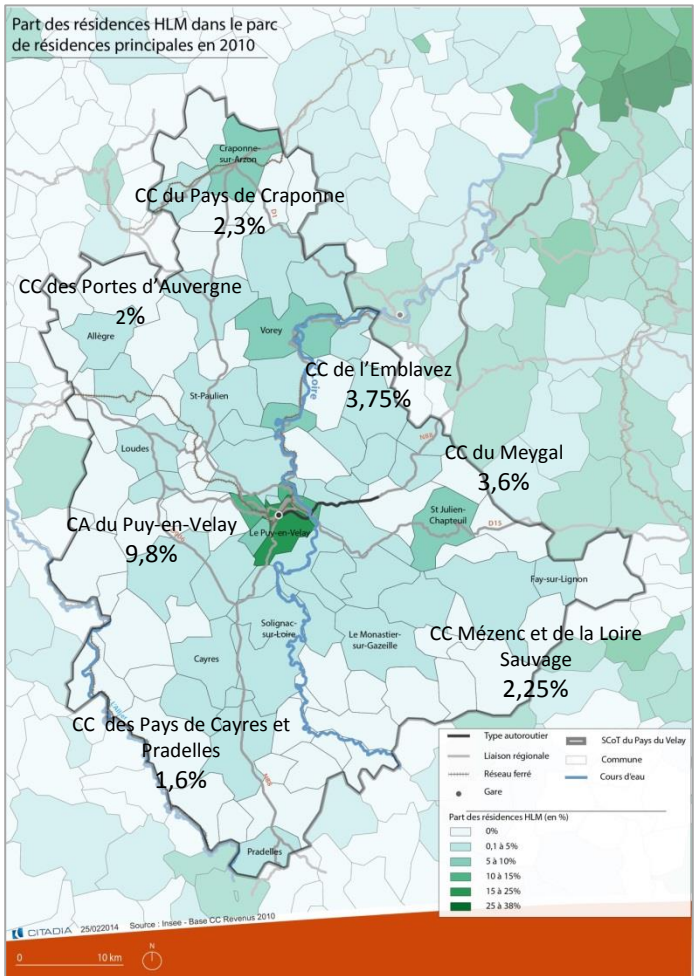 Part des résidences HLM dans le parc
de résidences principales en 2010
Craponne-
sur-Arzon
CC du Pays de Craponne
2,3%
D1
CC des Portes d'Auvergne
2%
Allègre
Vorey
CC de l'Emblavez
3,75%
Loire
St-Paulien
N88
CC du Meygal
3,6%
Loudes
St Julien-
Chapteuil
D15
CA du Puy-en-Velay
9,8%
Le Puy-en-Velay
Fay-sur-Lignon
Solignac-
sur-Loire
Le Monastier-
sur-Gazeille
CC Mézenc et de la Loire
Sauvage
2,25%
Cayres
CC des Pays de Cayres et
Pradelles
1,6%
N88
Pradelles
Type autoroutier
Liaison régionale
Réseau ferré
Gare
SCoT du Pays du Velay
Commune
Cours d'eau
Part des résidences HLM (en %)
0%
0,1 à 5%
5 à 10%
10 à 15%
15 à 25%
25 à 38%
CITADIA 25/022014 Source : Insee - Base CC Revenus 2010
0 10 km N